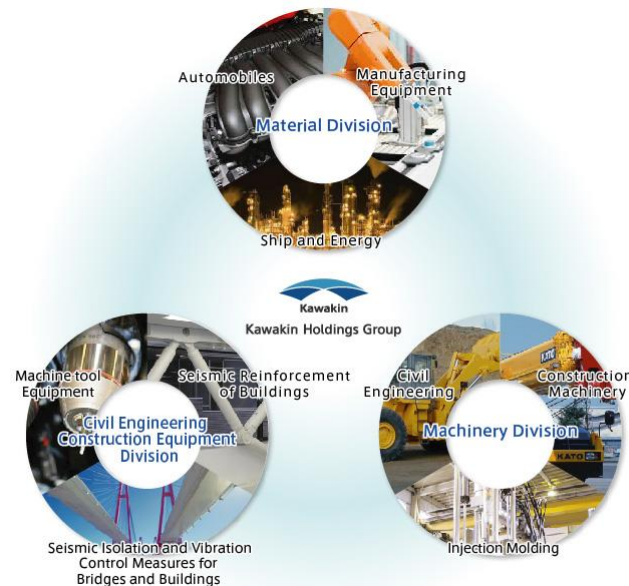 Automobiles
Manufacturing
Equipment
Material Division
Ship and Energy
Kawakin
Kawakin Holdings Group
Machine tool
Equipment
Seismic Reinforcement
of Buildings
Civil Engineering
Construction Equipment
Division
Seismic Isolation and Vibration
Control Measures for
Bridges and Buildings
Civil
Engineering
Construction
Machinery
KATO
Machinery Division
KATO
Injection Molding